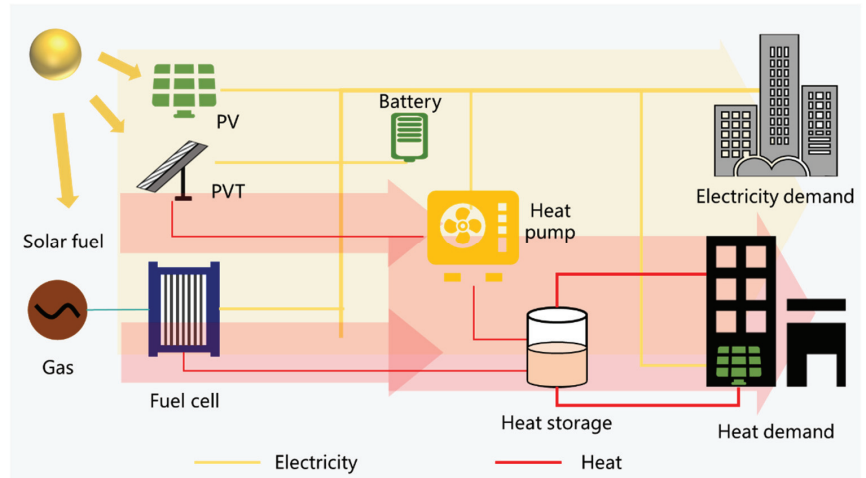 PV
Battery
PVT
Electricity demand
Heat
pump
Solar fuel
Gas
Fuel cell
Heat storage
Heat demand
Electricity
Heat